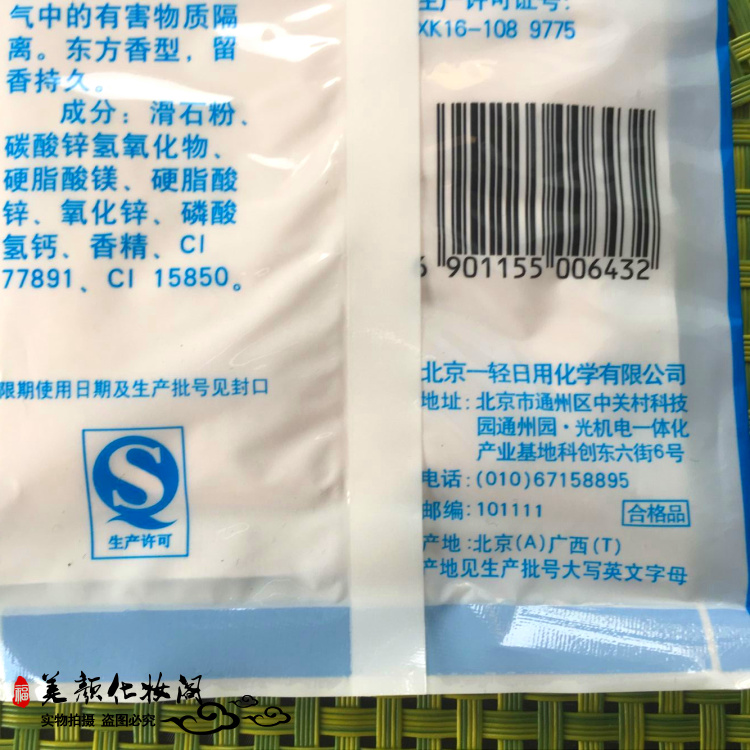 气中的有害物质隔
离。东方香型，留
香持久。
成分：滑石粉、
碳酸锌氢氧化物、
硬脂酸镁、硬脂酸
锌、氧化锌、磷酸
氢钙、香精、CI
77891、CI 15850。
限期使用日期及生产批号见封口
生产许可
生产许可证号：
XK16-108 9775
6 901155 006432
北京一轻日用化学有限公司
地址：北京市通州区中关村科技
园通州园·光机电一体化
产业基地科创东六街6号
电话：(010)67158895
邮编：101111
合格品
产地：北京(A)广西(T)
产地见生产批号大写英文字母
福
美颜化妆阁
实物拍摄 盗图必究